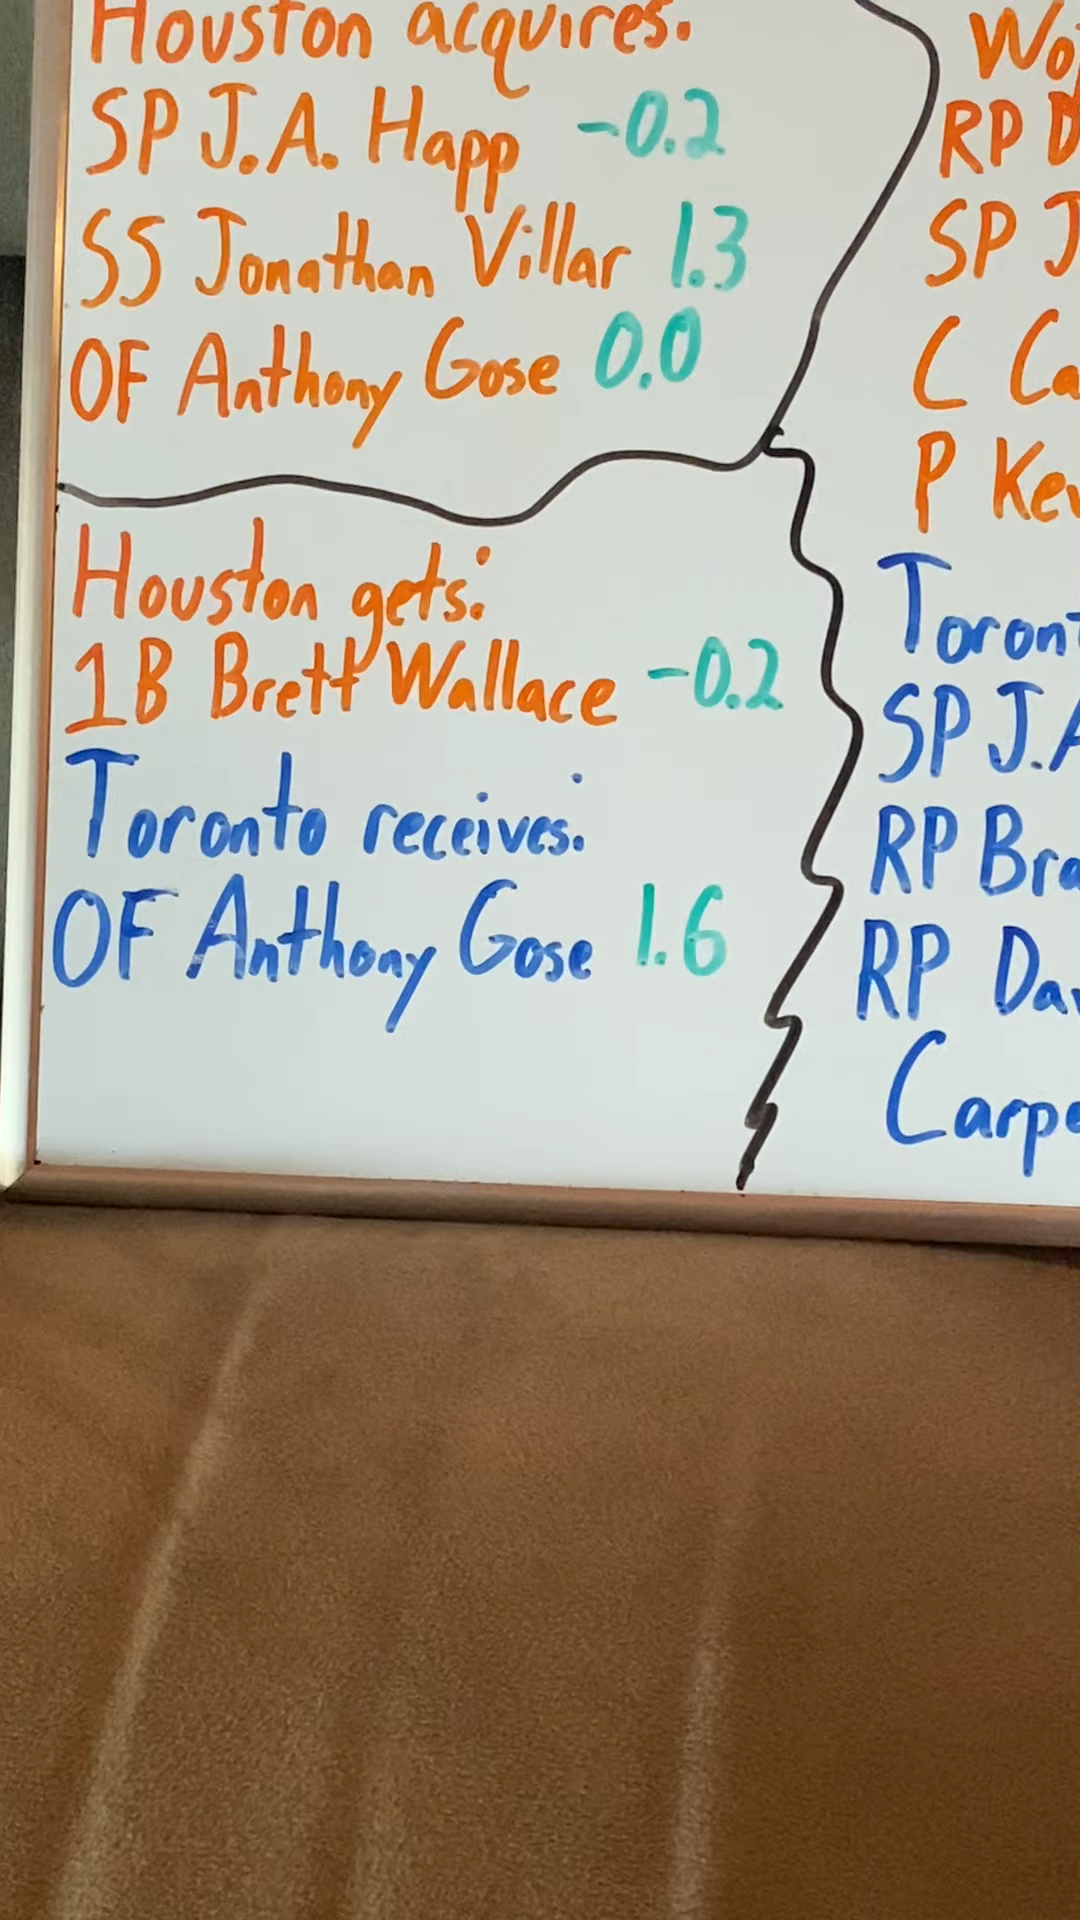 Houston acquires:
SP J.A. Happ -0.2
SS Jonathan Villar 1.3
OF Anthony Gose 0.0
Houston gets:
1B Brett Wallace -0.2
Toronto receives:
OF Anthony Gose 1.6
RP
SP J.
C
P
SP J.A
RP
RP